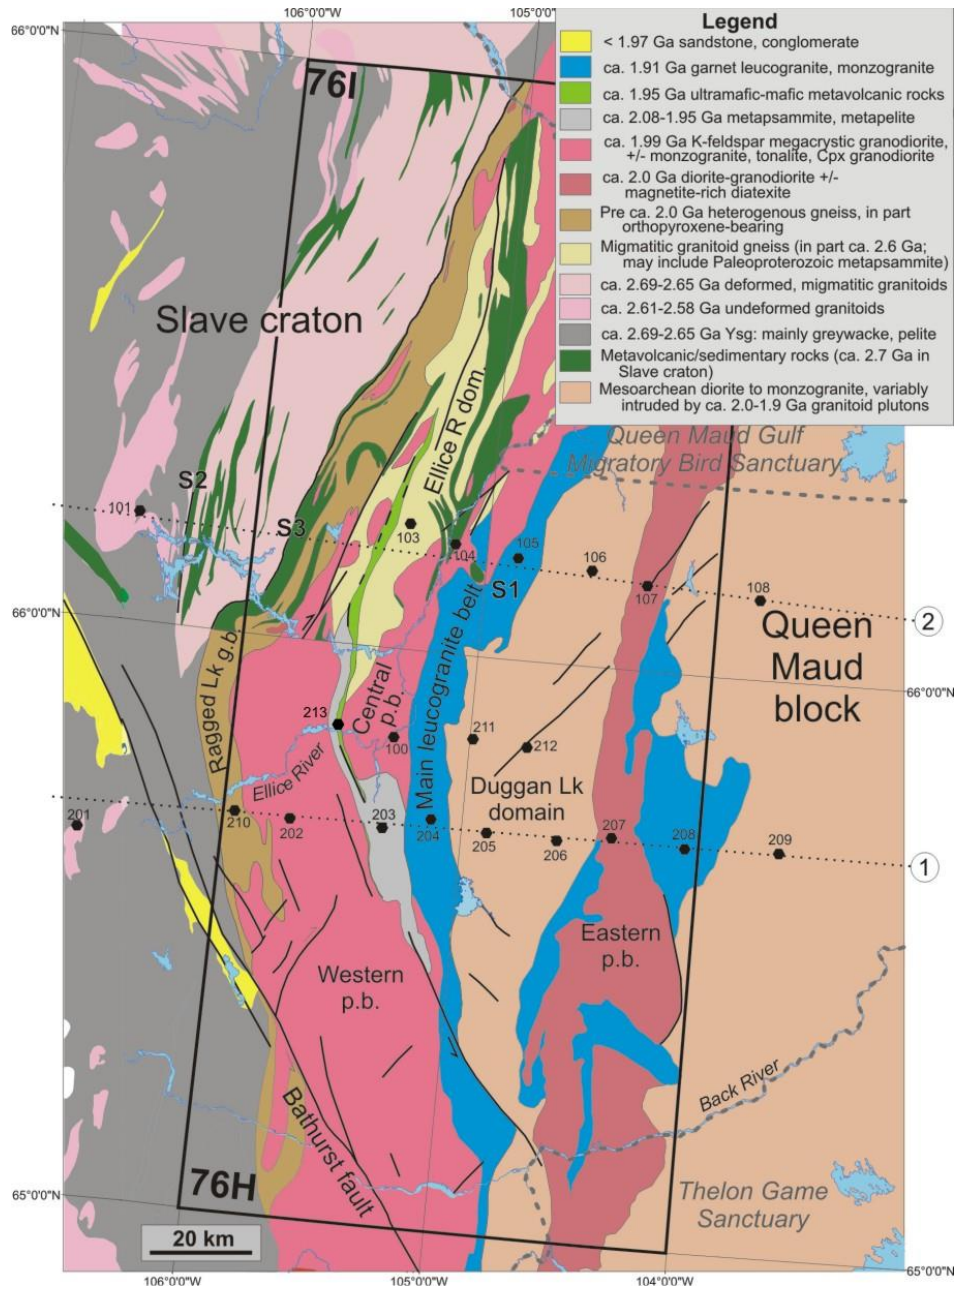 106°0'0"W
105°0'0"
66°0'0"N
Legend
< 1.97 Ga sandstone, conglomerate
ca. 1.91 Ga garnet leucogranite, monzogranite
ca. 1.95 Ga ultramafic-mafic metavolcanic rocks
ca. 2.08-1.95 Ga metapsammite, metapelite
ca. 1.99 Ga K-feldspar megacrystic granodiorite,
+/- monzogranite, tonalite, Cpx granodiorite
ca. 2.0 Ga diorite-granodiorite +/-
magnetite-rich diatexite
Pre ca. 2.0 Ga heterogenous gneiss, in part
orthopyroxene-bearing
Migmatitic granitoid gneiss (in part ca. 2.6 Ga;
may include Paleoproterozoic metapsammite)
ca. 2.69-2.65 Ga deformed, migmatitic granitoids
ca. 2.61-2.58 Ga undeformed granitoids
ca. 2.69-2.65 Ga Ysg: mainly greywacke, pelite
Metavolcanic/sedimentary rocks (ca. 2.7 Ga in
Slave craton)
Mesoarchean diorite to monzogranite, variably
intruded by ca. 2.0-1.9 Ga granitoid plutons
76I
Slave craton
Ellice R dom.
Queen Maud Gulf
Migratory Bird Sanctuary
S2
S3
S1
101
103
104
105
106
107
108
2
66°0'0"N
Queen
Maud
block
66°0'0"N
Ragged Lk g.b.
213
Central
p.b.
100
Main leucogranite belt
211
212
Ellice River
Duggan Lk
domain
201
210
202
203
204
205
206
207
208
209
1
Western
p.b.
Eastern
p.b.
Bathurst fault
Back River
76H
65°0'0"N
Thelon Game
Sanctuary
20 km
65°0'0"N
106°0'0"W
105°0'0"W
104°0'0"W